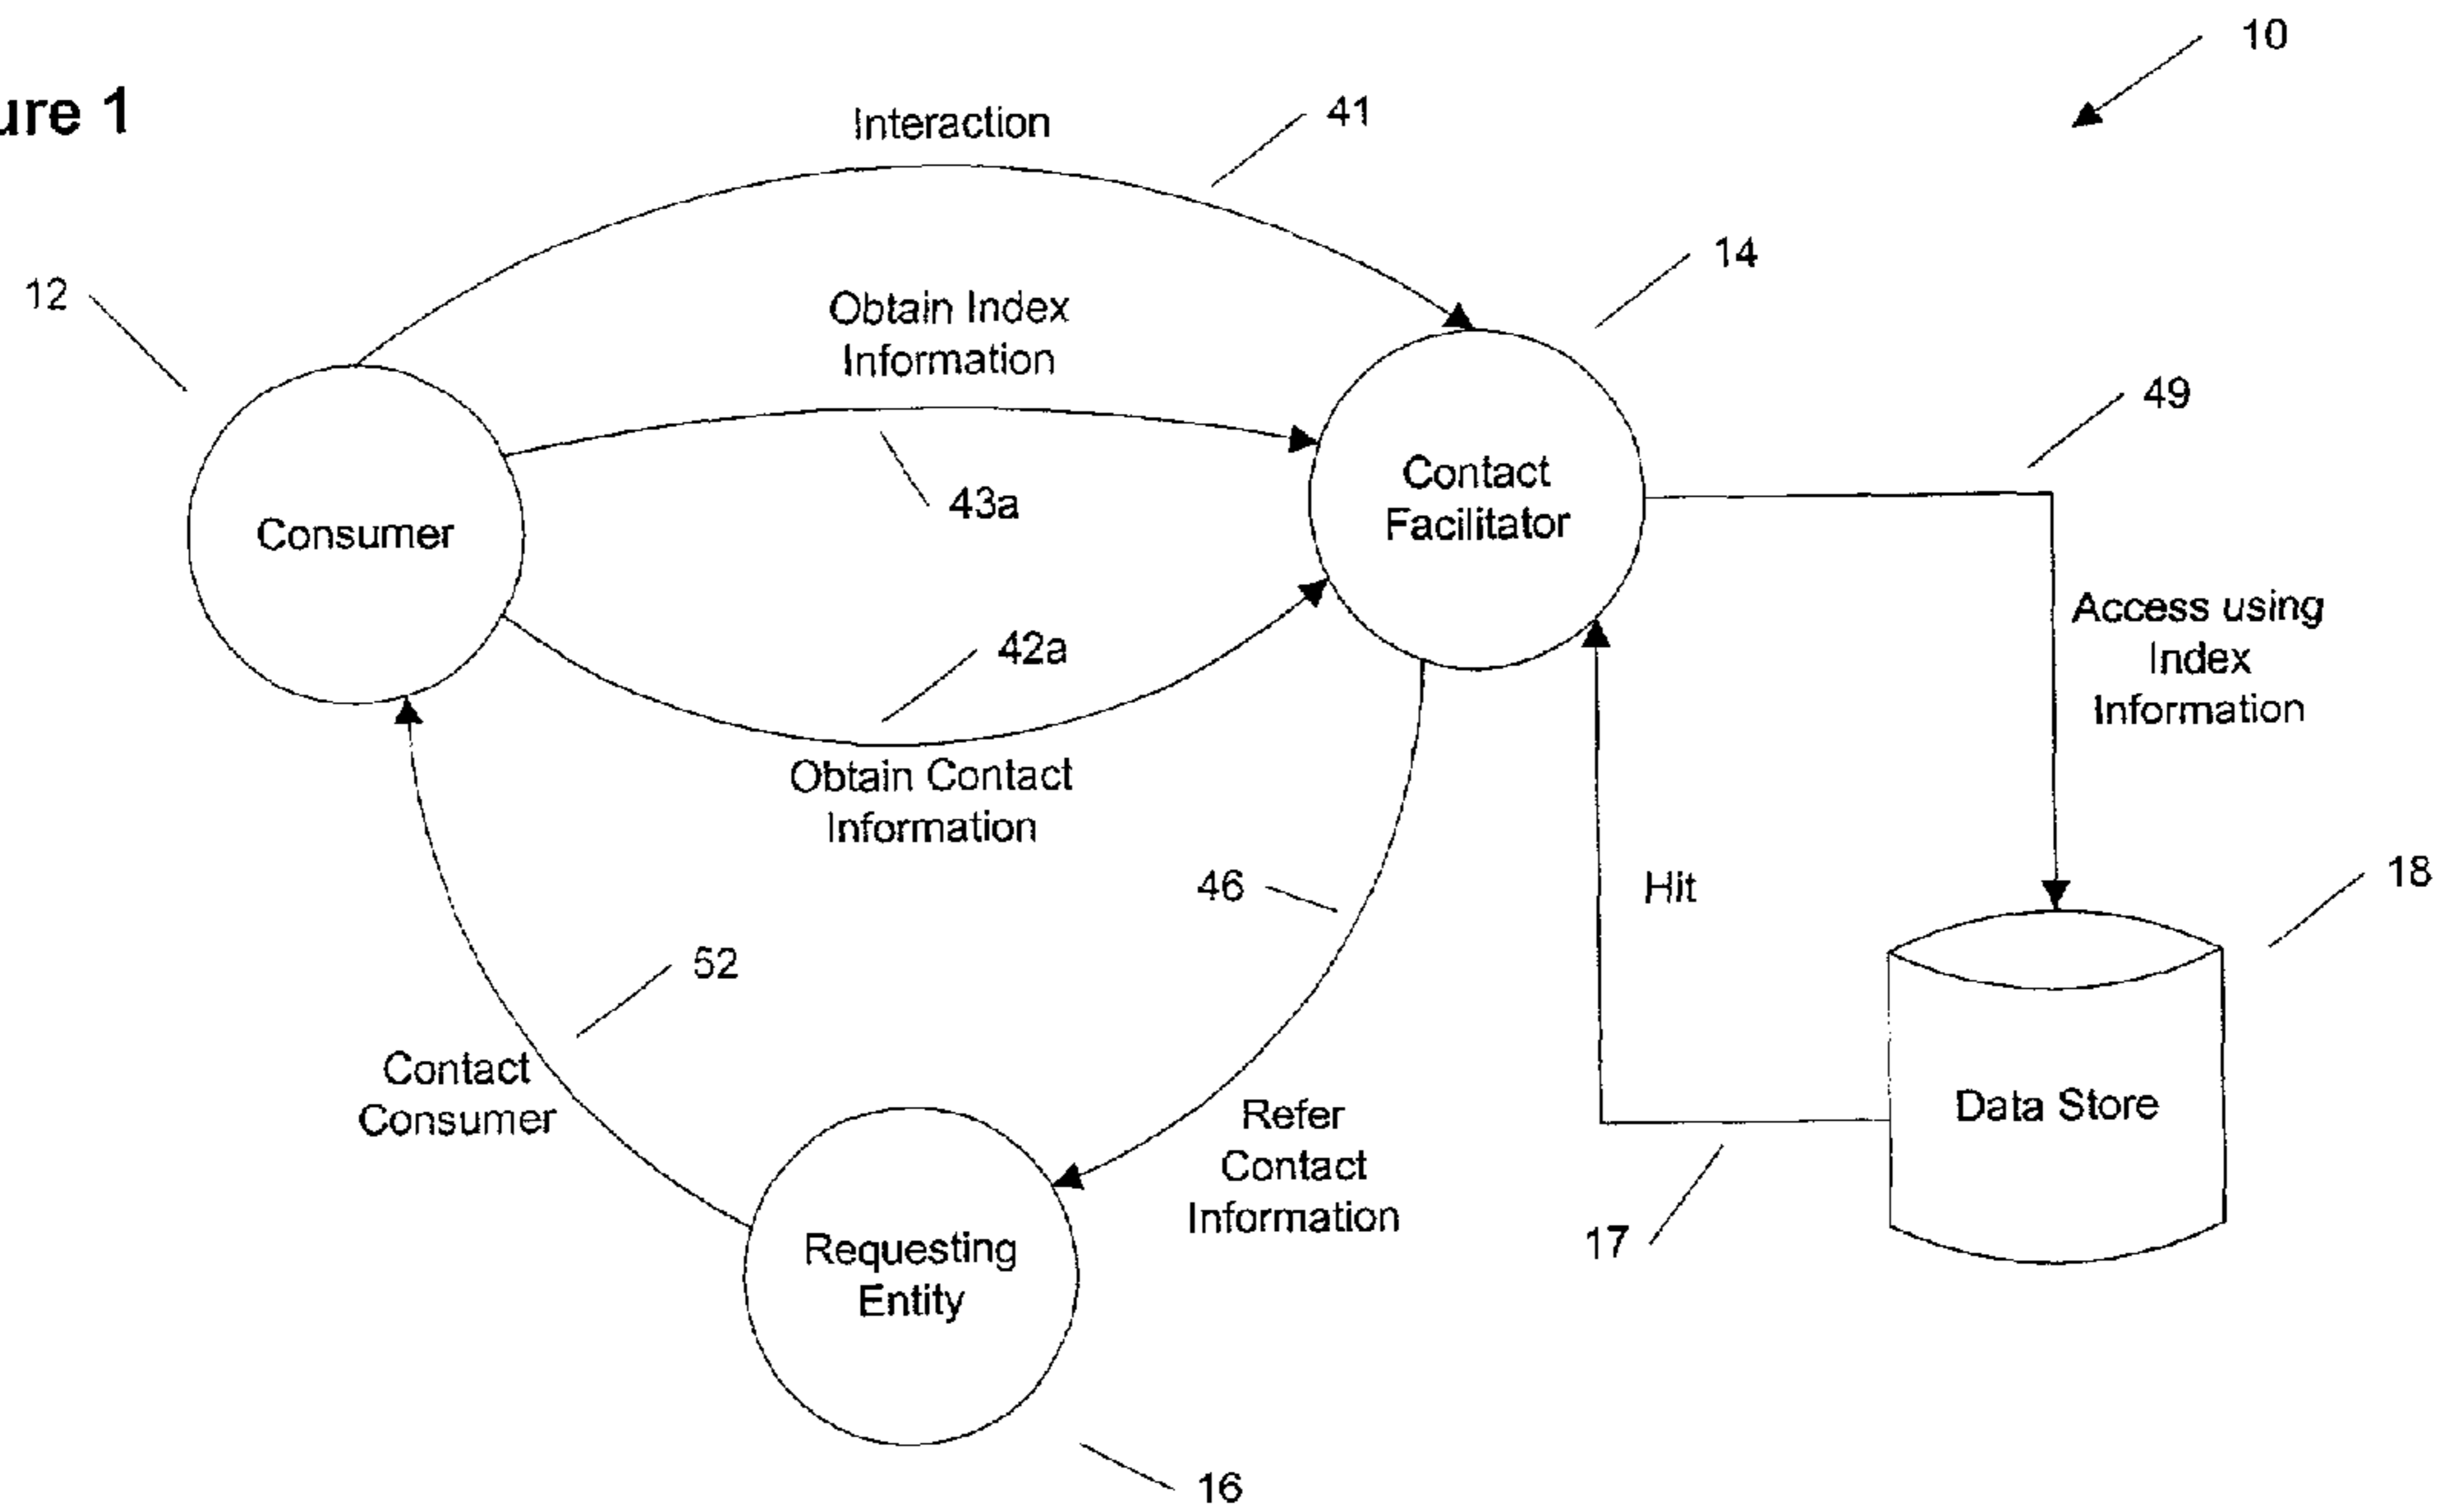 ure 1
10
Interaction
41
14
12
Obtain Index
Information
49
43a
Contact
Facilitator
Consumer
Access using
Index
Information
42a
Obtain Contact
Information
46
Hit
18
52
Contact
Consumer
Data Store
Refer
Contact
Information
17
Requesting
Entity
16